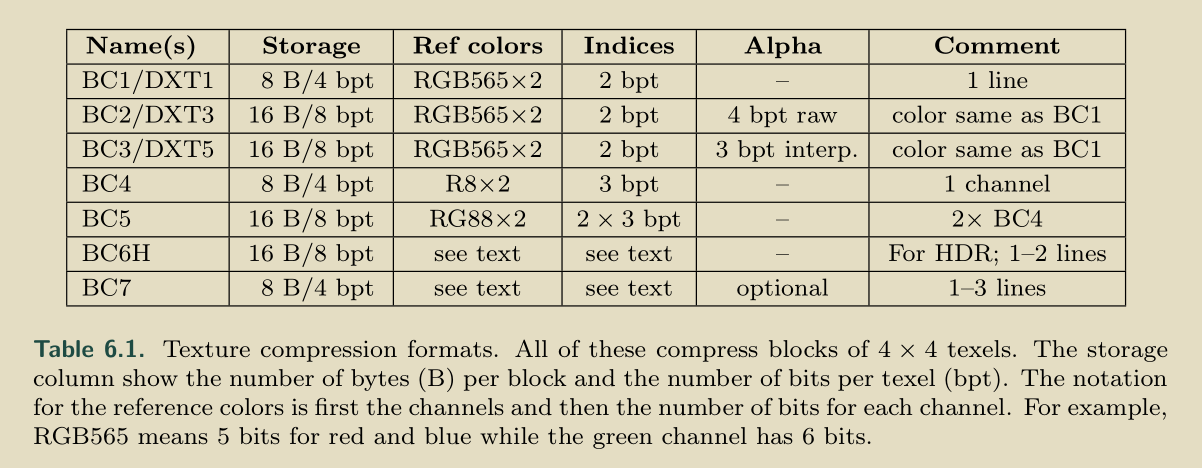 Name(s) Storage Ref colors Indices Alpha Comment
BC1/DXT1 8 B/4 bpt RGB565×2 2 bpt – 1 line
BC2/DXT3 16 B/8 bpt RGB565×2 2 bpt 4 bpt raw color same as BC1
BC3/DXT5 16 B/8 bpt RGB565×2 2 bpt 3 bpt interp. color same as BC1
BC4 8 B/4 bpt R8×2 3 bpt – 1 channel
BC5 16 B/8 bpt RG88×2 2 × 3 bpt – 2× BC4
BC6H 16 B/8 bpt see text see text – For HDR; 1–2 lines
BC7 8 B/4 bpt see text see text optional 1–3 lines
Table 6.1. Texture compression formats. All of these compress blocks of 4 × 4 texels. The storage
column show the number of bytes (B) per block and the number of bits per texel (bpt). The notation
for the reference colors is first the channels and then the number of bits for each channel. For example,
RGB565 means 5 bits for red and blue while the green channel has 6 bits.